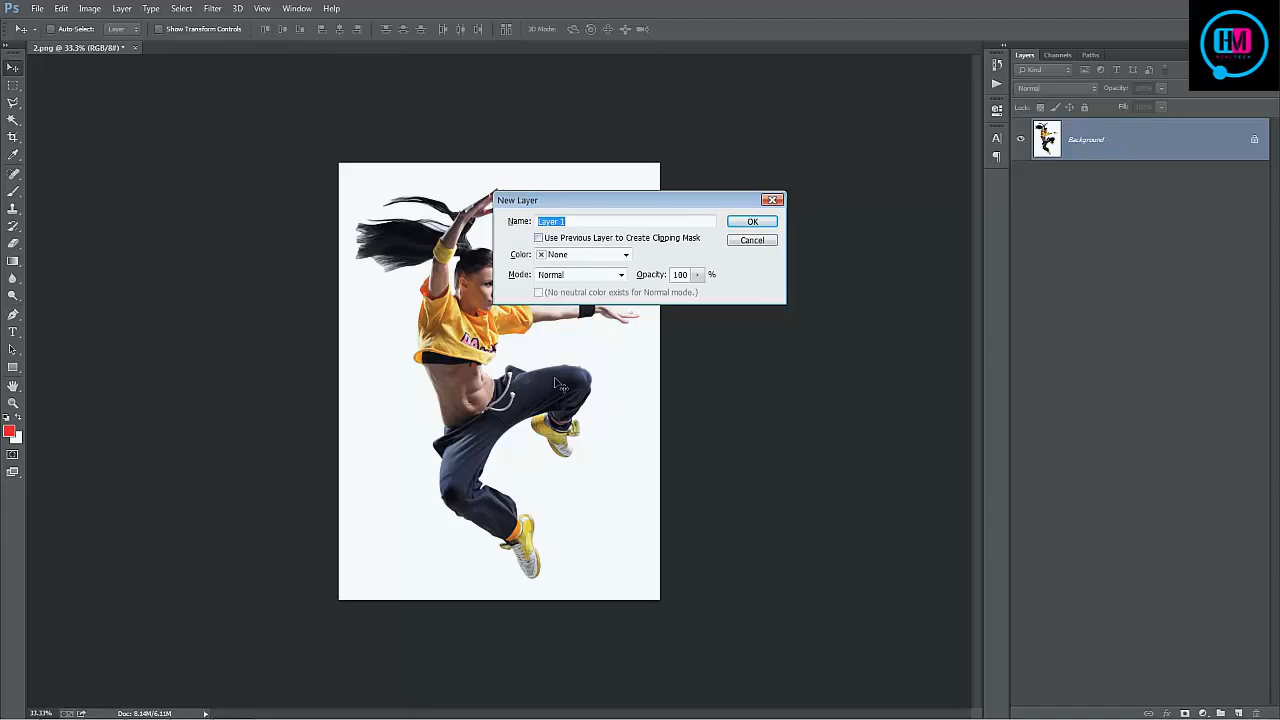 Ps File Edit Image Layer Type Select Filter 3D View Window Help
Auto-Select: Layer Show Transform Controls 3D Mode:
2.png @ 33.3% (RGB/8#) * ×
HM
Layers Channels Paths
Kind
Normal Opacity: 100%
Lock: Fill: 100%
Background
New Layer
Name: Layer 1 OK
Use Previous Layer to Create Clipping Mask
Cancel
Color: None
Mode: Normal Opacity: 100 %
(No neutral color exists for Normal mode.)
33.33% Doc: 8.14M/6.11M